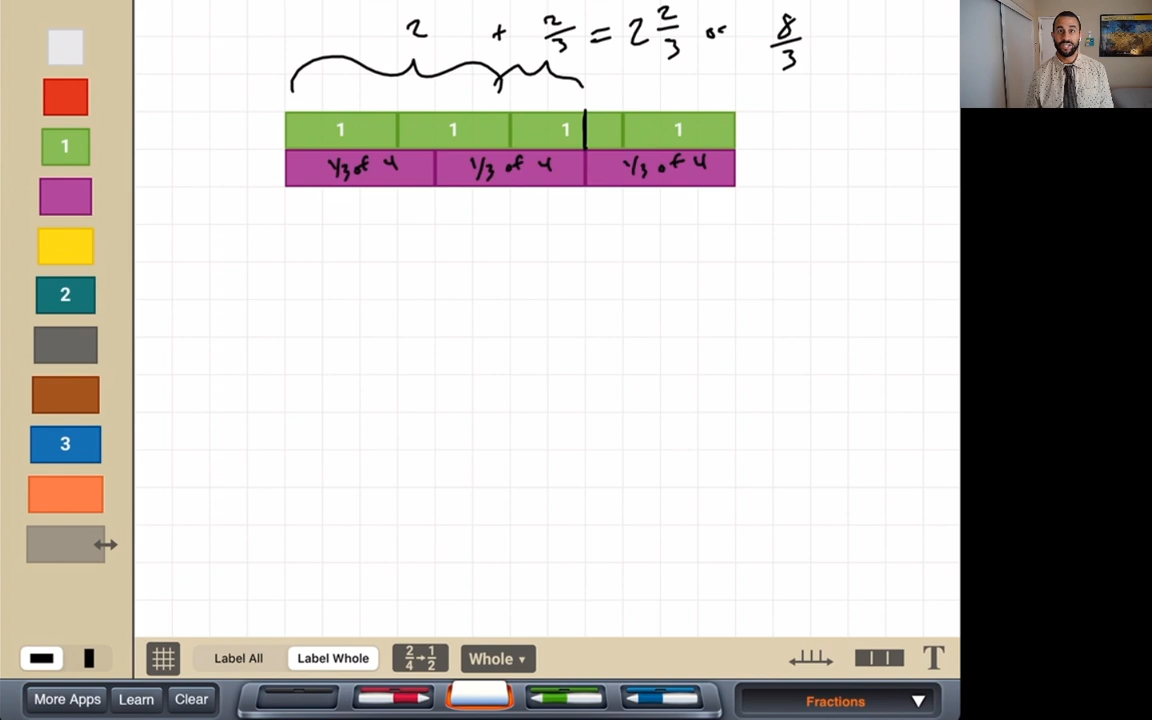 2 + 2/3 = 2 2/3 or 8/3
1 1 1 1
1/3 of 4 1/3 of 4 1/3 of 4
1
2
3
Label All Label Whole 2/4→1/2 Whole ▼ T
More Apps Learn Clear Fractions ▼